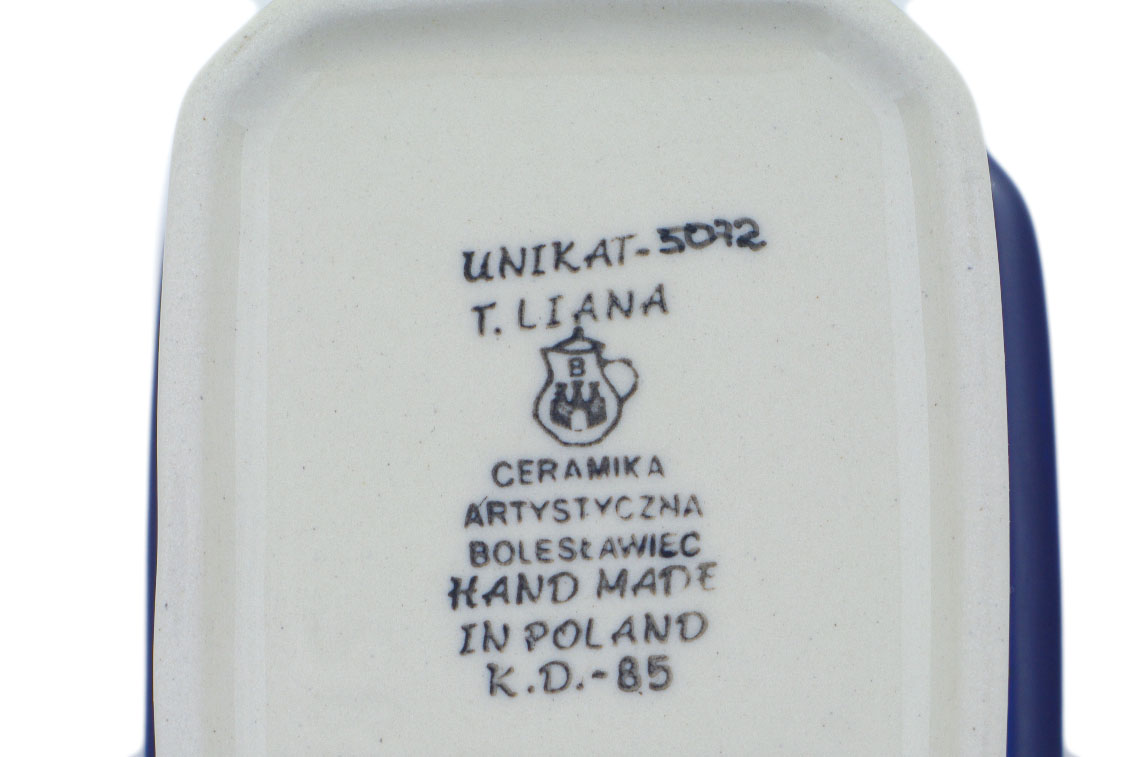 UNIKAT-5072
T. LIANA
B
CERAMIKA
ARTYSTYCZNA
BOLESŁAWIEC
HAND MADE
IN POLAND
K.D.-85